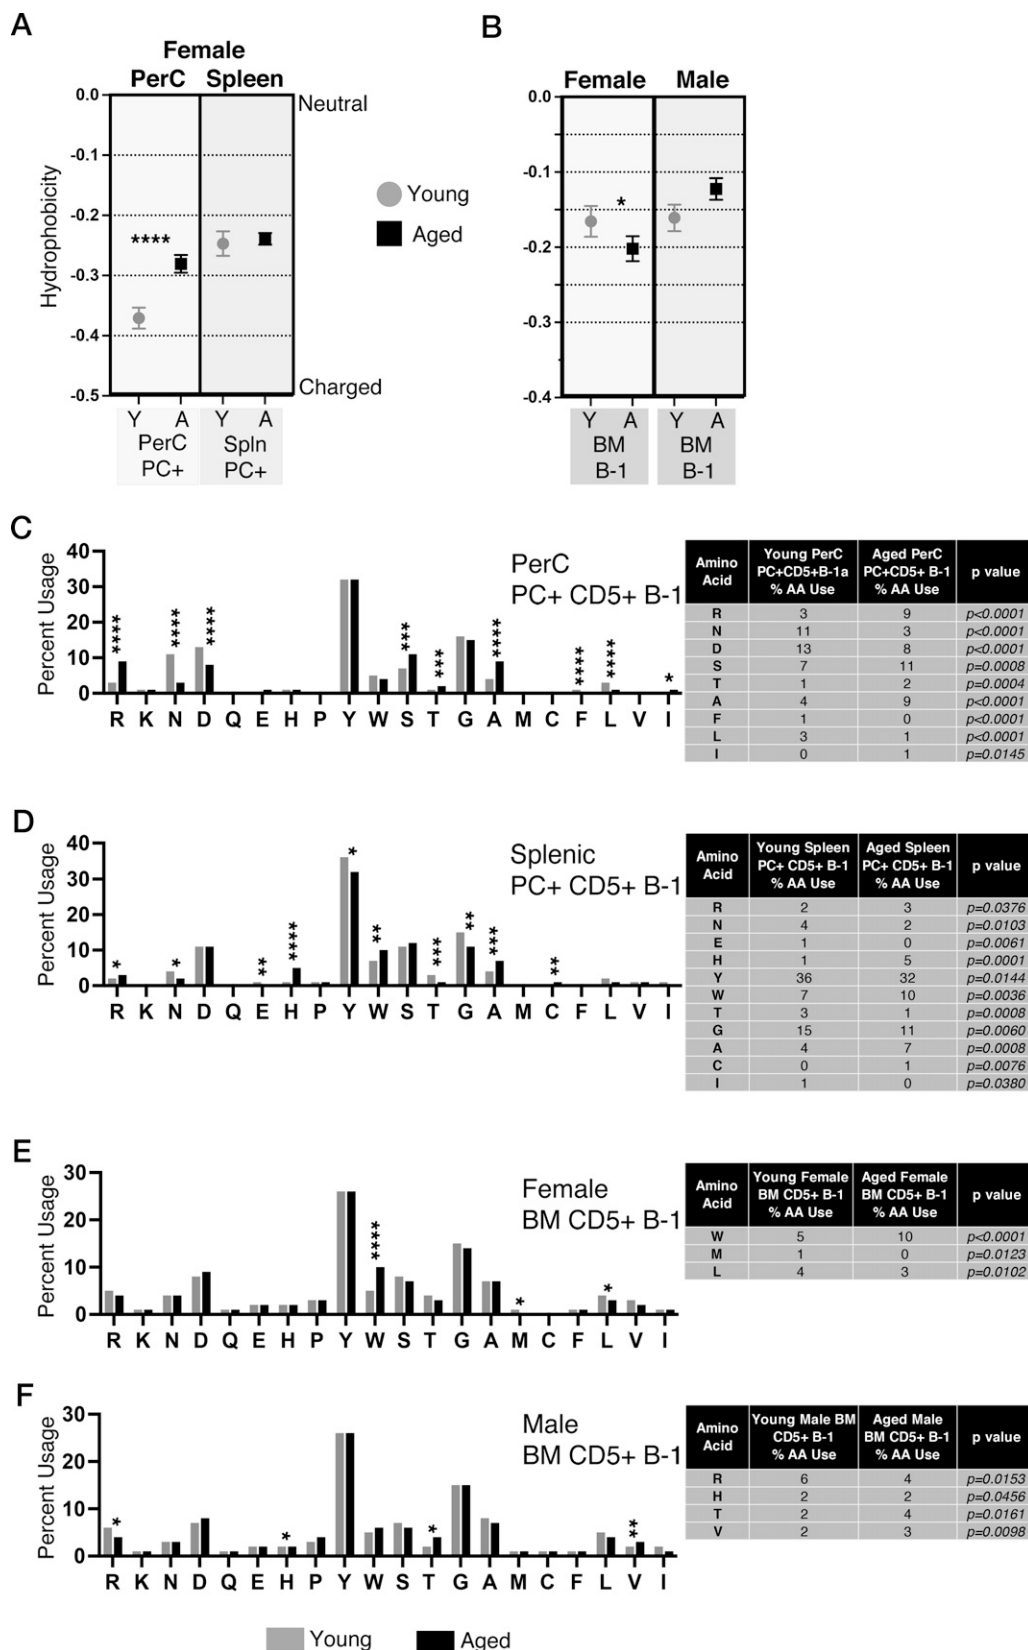 A
Female
PerC Spleen
0.0
-0.1
-0.2
-0.3
-0.4
-0.5
Hydrophobicity
Neutral
Charged
****
Young
Aged
Y A Y A
PerC Spln
PC+ PC+
B
Female Male
0.0
-0.1
-0.2
-0.3
-0.4
*
Y A Y A
BM BM
B-1 B-1
C
Percent Usage
40
30
20
10
0
PerC
PC+ CD5+ B-1
**** **** **** *** *** **** **** **** *
R K N D Q E H P Y W S T G A M C F L V I
Amino Acid | Young PerC PC+CD5+B-1a % AA Use | Aged PerC PC+CD5+ B-1 % AA Use | p value
R 3 9 p<0.0001
N 11 3 p<0.0001
D 13 8 p<0.0001
S 7 11 p=0.0008
T 1 2 p=0.0004
A 4 9 p<0.0001
F 1 0 p<0.0001
L 3 1 p<0.0001
I 0 1 p=0.0145
D
Percent Usage
40
30
20
10
0
Splenic
PC+ CD5+ B-1
* * ** **** * ** *** ** *** **
R K N D Q E H P Y W S T G A M C F L V I
Amino Acid | Young Spleen PC+ CD5+ B-1 % AA Use | Aged Spleen PC+ CD5+ B-1 % AA Use | p value
R 2 3 p=0.0376
N 4 2 p=0.0103
E 1 0 p=0.0061
H 1 5 p=0.0001
Y 36 32 p=0.0144
W 7 10 p=0.0036
T 3 1 p=0.0008
G 15 11 p=0.0060
A 4 7 p=0.0008
C 0 1 p=0.0076
I 1 0 p=0.0380
E
Percent Usage
30
20
10
0
Female
BM CD5+ B-1
**** * *
R K N D Q E H P Y W S T G A M C F L V I
Amino Acid | Young Female BM CD5+ B-1 % AA Use | Aged Female BM CD5+ B-1 % AA Use | p value
W 5 10 p<0.0001
M 1 0 p=0.0123
L 4 3 p=0.0102
F
Percent Usage
30
20
10
0
Male
BM CD5+ B-1
* * * **
R K N D Q E H P Y W S T G A M C F L V I
Amino Acid | Young Male BM CD5+ B-1 % AA Use | Aged Male BM CD5+ B-1 % AA Use | p value
R 6 4 p=0.0153
H 2 2 p=0.0456
T 2 4 p=0.0161
V 2 3 p=0.0098
Young Aged